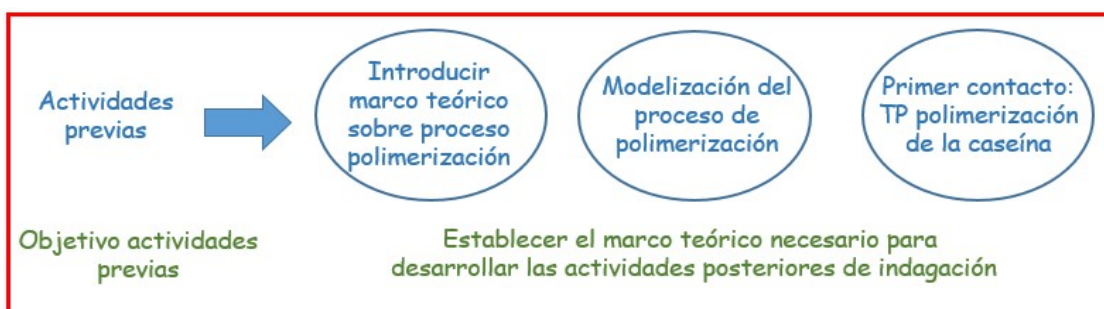 Actividades
previas
Introducir
marco teórico
sobre proceso
polimerización
Modelización del
proceso de
polimerización
Primer contacto:
TP polimerización
de la caseína
Objetivo actividades
previas
Establecer el marco teórico necesario para
desarrollar las actividades posteriores de indagación